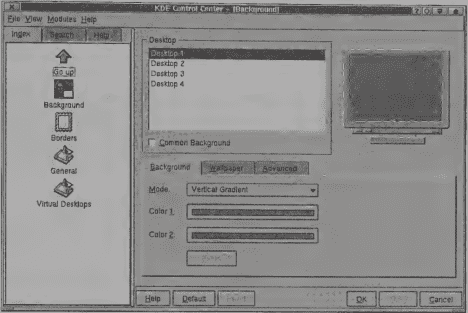 KDE Control Center - [Background]
File View Modules Help
Index Search Help
Go up
Background
Borders
General
Virtual Desktops
Desktop
Desktop 1
Desktop 2
Desktop 3
Desktop 4
Common Background
Background Wallpaper Advanced
Mode: Vertical Gradient
Color 1:
Color 2:
Help Default OK Cancel